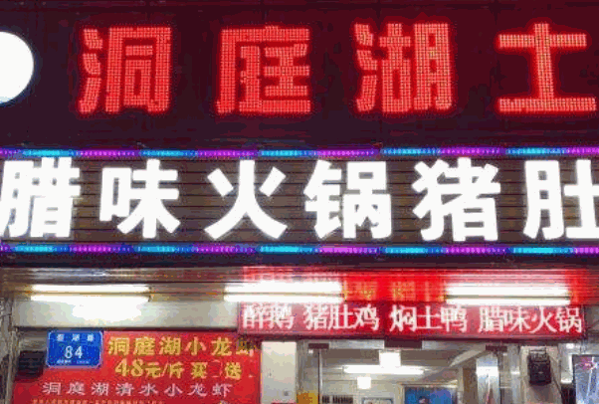 洞庭湖土
腊味火锅猪肚
醉鹅 猪肚鸡 焖土鸭 腊味火锅
84
洞庭湖小龙虾
48元/斤 买 送
洞庭湖清水小龙虾